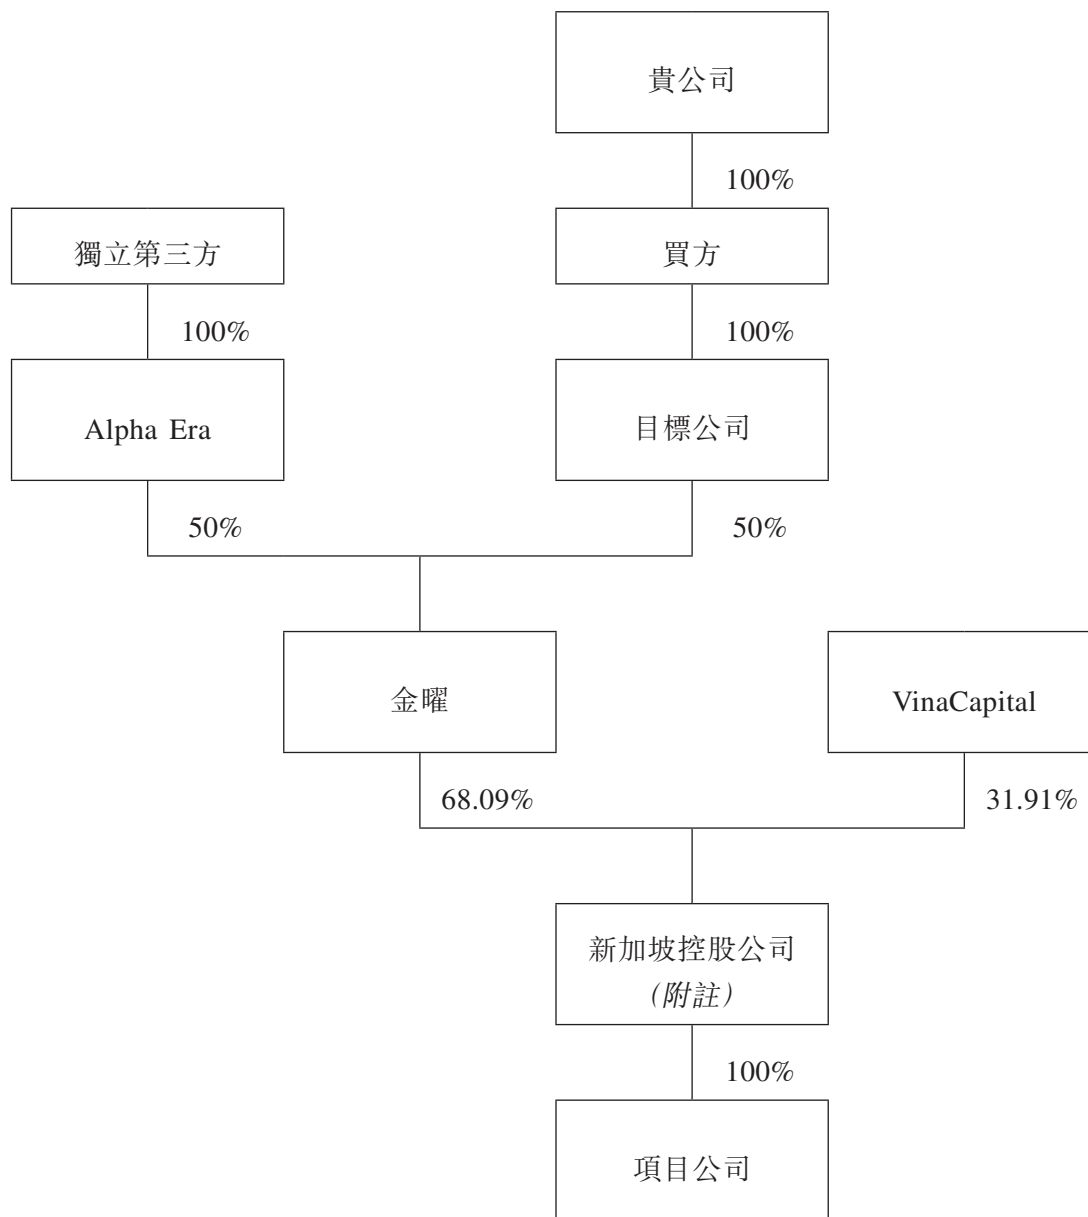 貴公司
100%
獨立第三方
買方
100%
100%
Alpha Era
目標公司
50%
50%
金曜
VinaCapital
68.09%
31.91%
新加坡控股公司
(附註)
100%
項目公司